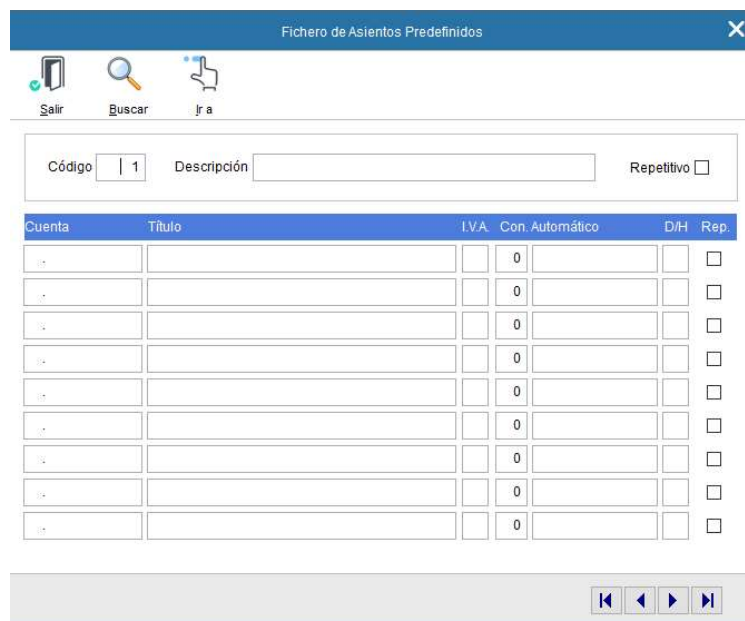 Fichero de Asientos Predefinidos
Salir Buscar Ir a
Código 1 Descripción Repetitivo
Cuenta Título I.V.A. Con. Automático D/H Rep.
. 0
. 0
. 0
. 0
. 0
. 0
. 0
. 0
. 0